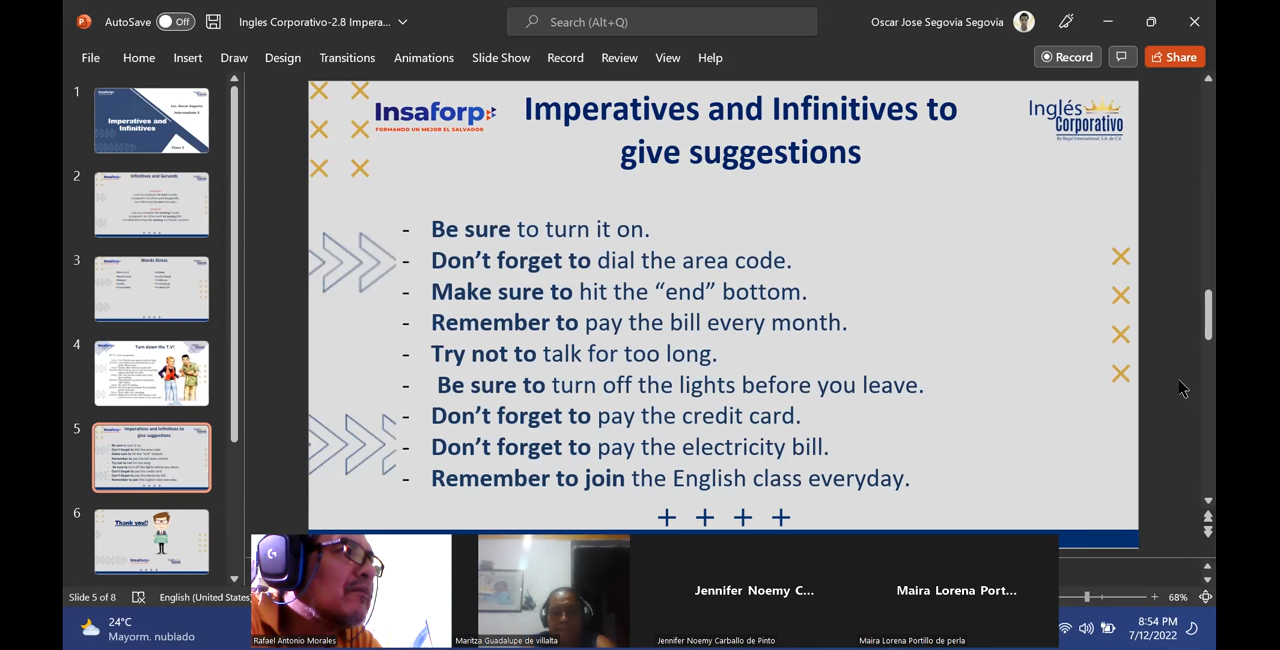 AutoSave Off Ingles Corporativo-2.8 Impera... Search (Alt+Q) Oscar Jose Segovia Segovia
File Home Insert Draw Design Transitions Animations Slide Show Record Review View Help Record Share
1
Imperatives and
Infinitives
2
Infinitives and Gerunds
3
Words Stress
4
Turn down the T.V!
5
Imperatives and Infinitives to
give suggestions
6
Thank you!!
Insaforp
FORMANDO UN MEJOR EL SALVADOR
Imperatives and Infinitives to
give suggestions
Inglés
Corporativo
By Regal International, S.A. de C.V.
- Be sure to turn it on.
- Don't forget to dial the area code.
- Make sure to hit the “end” bottom.
- Remember to pay the bill every month.
- Try not to talk for too long.
- Be sure to turn off the lights before you leave.
- Don't forget to pay the credit card.
- Don't forget to pay the electricity bill.
- Remember to join the English class everyday.
Jennifer Noemy C... Maira Lorena Port...
Rafael Antonio Morales Maritza Guadalupe de villalta Jennifer Noemy Carballo de Pinto Maira Lorena Portillo de perla
Slide 5 of 8 English (United States 68%
24°C
Mayorm. nublado
8:54 PM
7/12/2022